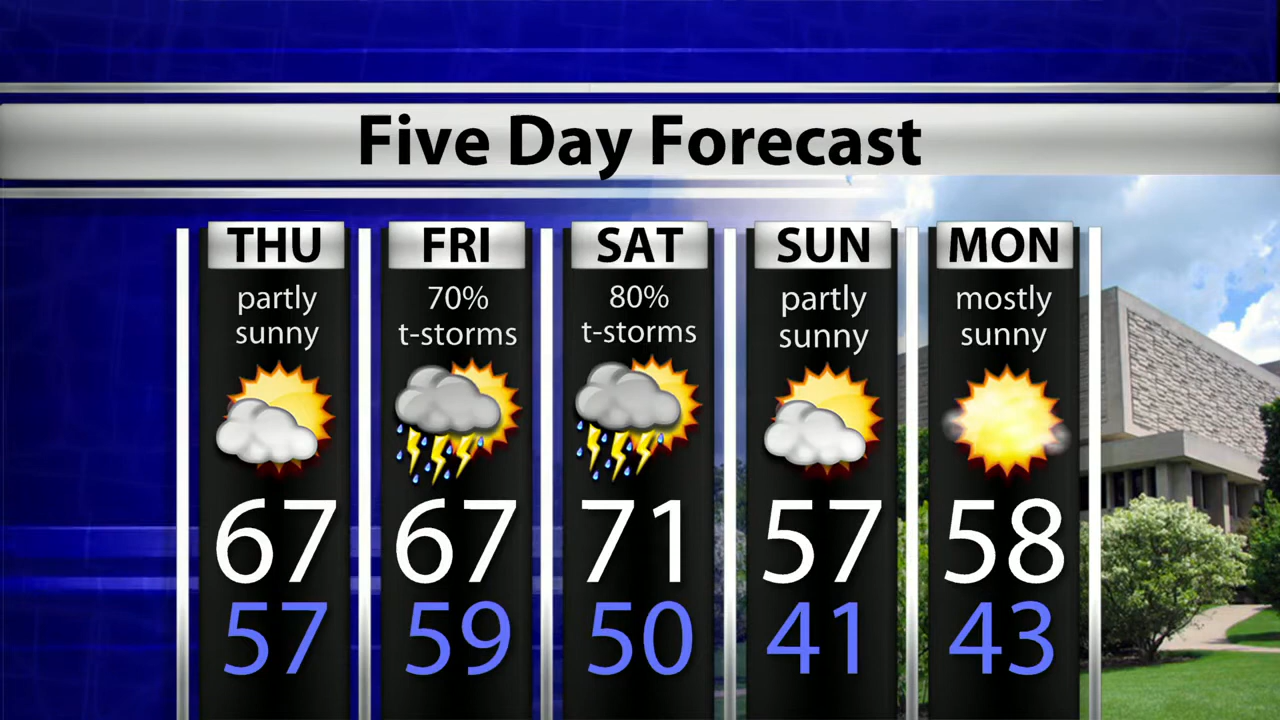 Five Day Forecast
THU
partly
sunny
67
57
FRI
70%
t-storms
67
59
SAT
80%
t-storms
71
50
SUN
partly
sunny
57
41
MON
mostly
sunny
58
43